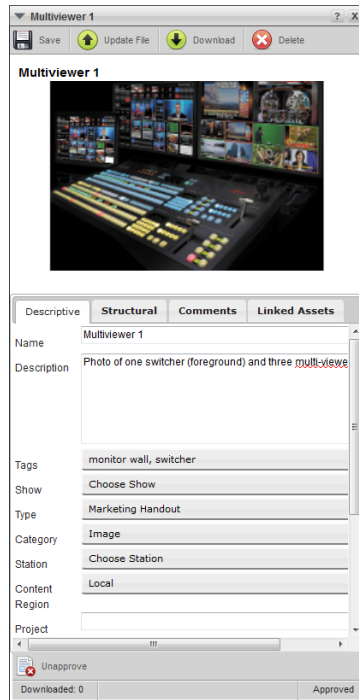 Multiviewer 1 ? X
Save Update File Download Delete
Multiviewer 1
Descriptive Structural Comments Linked Assets
Name Multiviewer 1
Description Photo of one switcher (foreground) and three multi-viewe
Tags monitor wall, switcher
Show Choose Show
Type Marketing Handout
Category Image
Station Choose Station
Content Region Local
Project
Unapprove
Downloaded: 0 Approved